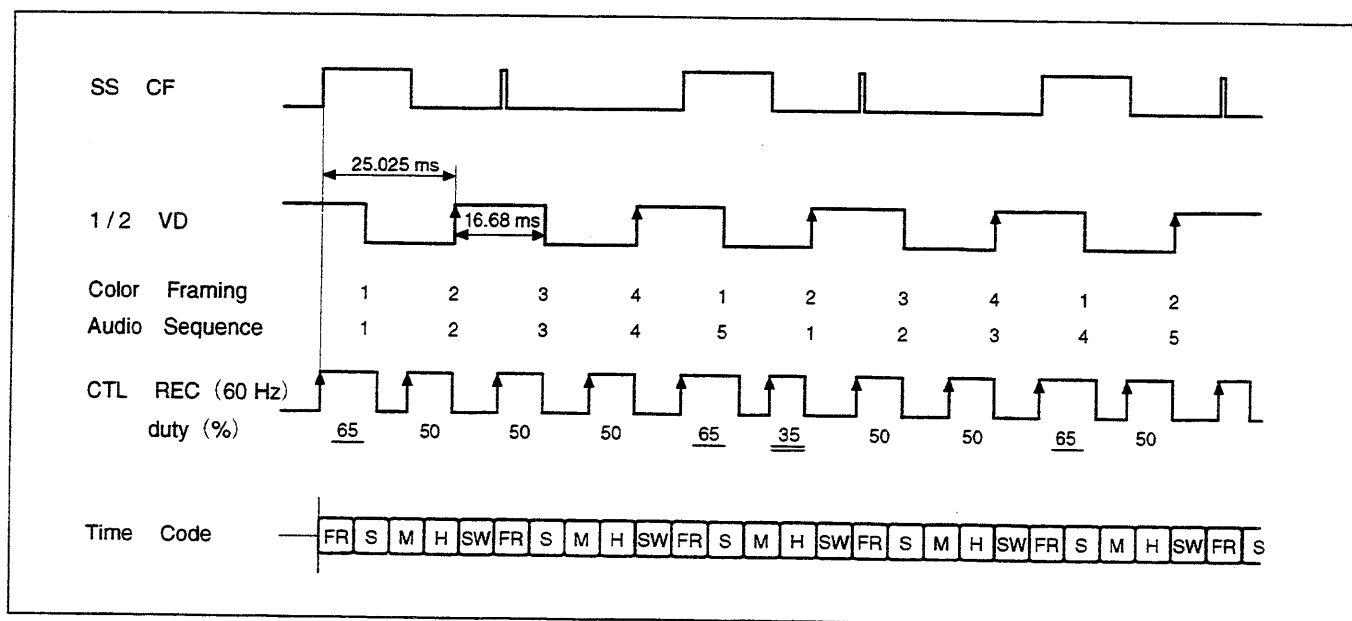 SS CF
25.025 ms
1/2 VD
16.68 ms
Color Framing 1 2 3 4 1 2 3 4 1 2
Audio Sequence 1 2 3 4 5 1 2 3 4 5
CTL REC (60 Hz)
duty (%) 65 50 50 50 65 35 50 50 65 50
Time Code FR S M H SW FR S M H SW FR S M H SW FR S M H SW FR S M H SW FR S